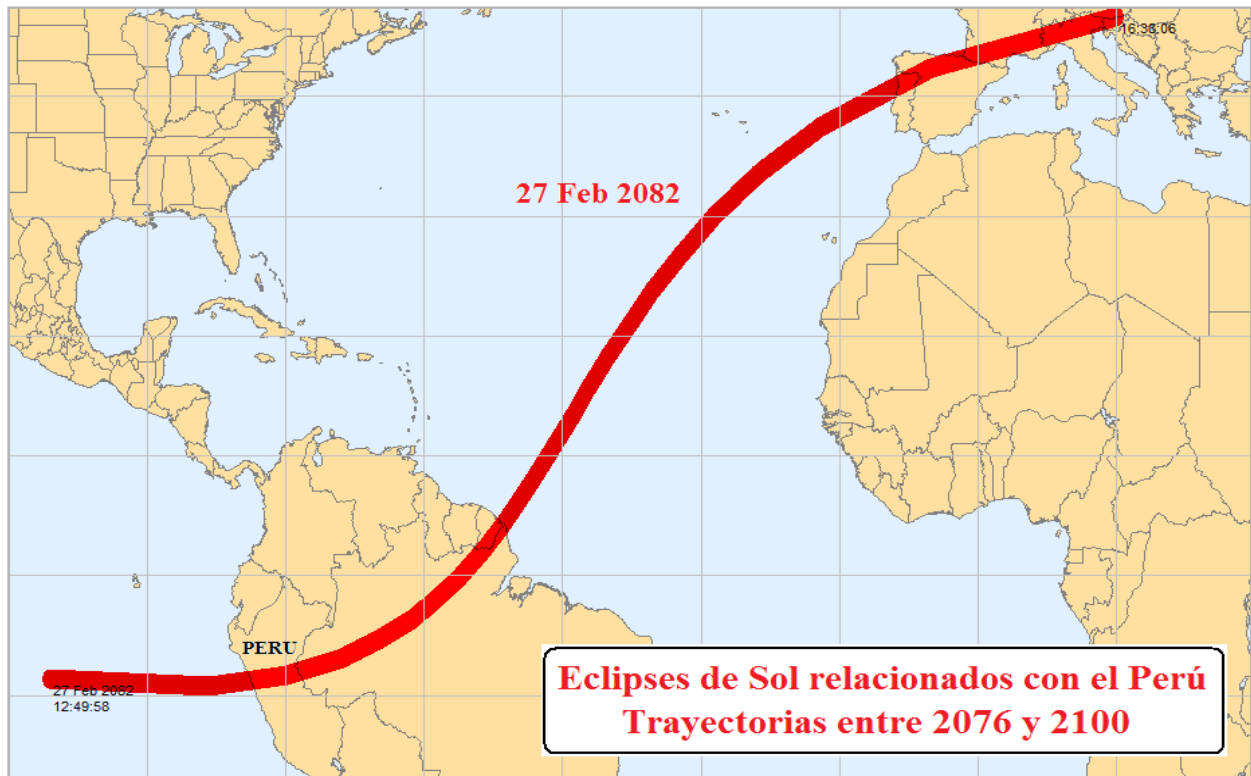 16:38:06
27 Feb 2082
PERU
27 Feb 2082
12:49:58
Eclipses de Sol relacionados con el Perú
Trayectorias entre 2076 y 2100